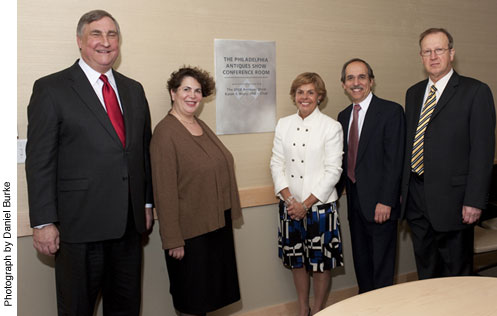 Photograph by Daniel Burke
THE PHILADELPHIA
ANTIQUES SHOW
CONFERENCE ROOM